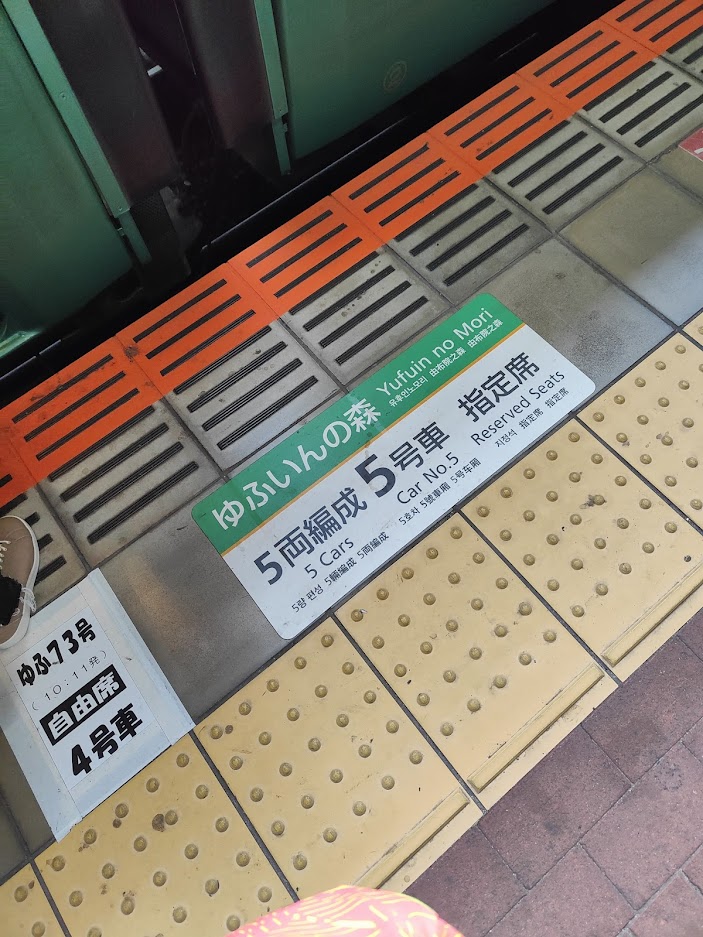 ゆふいんの森 Yufuin no Mori
유후인노모리 由布院之森 由布院之森
5両編成 5号車 指定席
5 Cars Car No.5 Reserved Seats
5량 편성 5輛編成 5両編成 5호차 5號車廂 5号车厢 지정석 指定席 指定席
ゆふ73号
(10:11発)
自由席
4号車